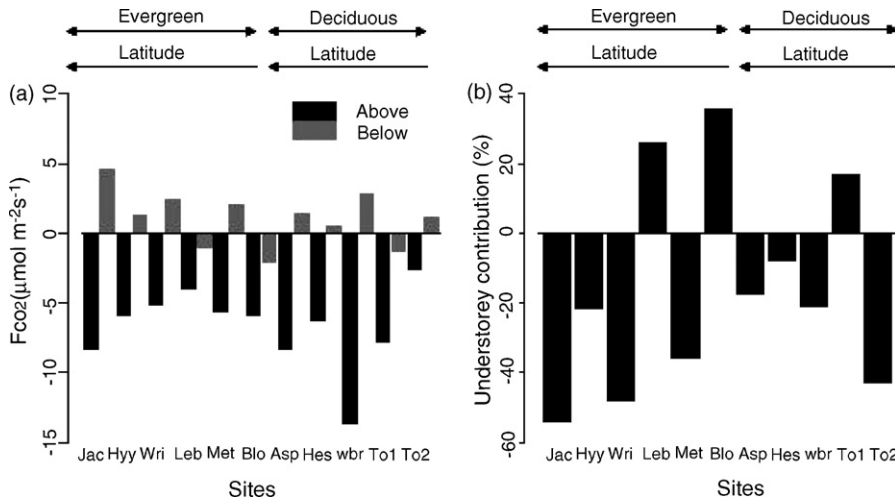 Evergreen Deciduous
Latitude Latitude
(a)
10
5
0
-5
-10
-15
Fco2(μmol m-2s-1)
Above
Below
Jac Hyy Wri Leb Met Blo Asp Hes wbr To1 To2
Sites
Evergreen Deciduous
Latitude Latitude
(b)
40
20
0
-20
-40
-60
Understorey contribution (%)
Jac Hyy Wri Leb Met Blo Asp Hes wbr To1 To2
Sites